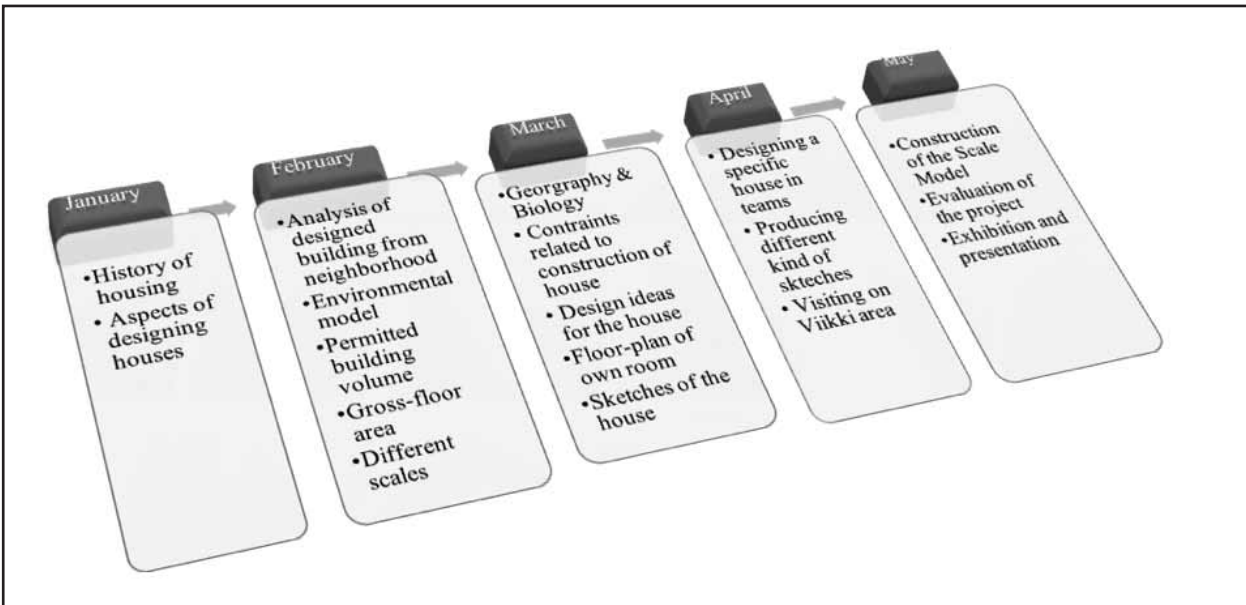 January
•History of
housing
• Aspects of
designing
houses
February
•Analysis of
designed
building from
neighborhood
•Environmental
model
•Permitted
building
volume
•Gross-floor
area
•Different
scales
March
•Georgraphy &
Biology
• Contraints
related to
construction of
house
• Design ideas
for the house
•Floor-plan of
own room
•Sketches of the
house
April
• Designing a
specific
house in
teams
• Producing
different
kind of
skteches
• Visiting on
Viikki area
May
•Construction
of the Scale
Model
•Evaluation of
the project
•Exhibition and
presentation